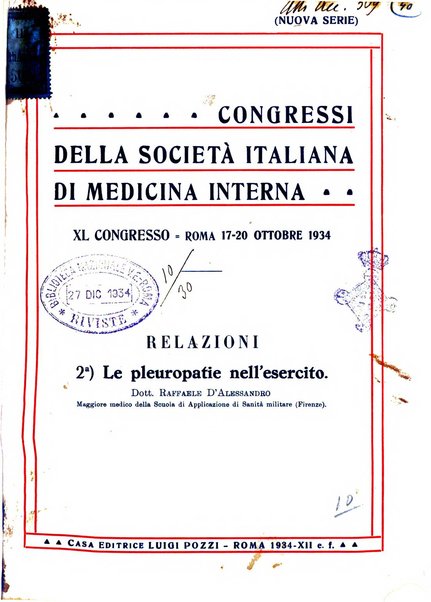 (NUOVA SERIE)
CONGRESSI
DELLA SOCIETÀ ITALIANA
DI MEDICINA INTERNA
XL CONGRESSO = ROMA 17-20 OTTOBRE 1934
10/30
27 DIC 1934
RIVISTE
RELAZIONI
2ª) Le pleuropatie nell'esercito.
Dott. Raffaele D'Alessandro
Maggiore medico della Scuola di Applicazione di Sanità militare (Firenze).
10
Casa Editrice LUIGI POZZI - ROMA 1934-XII e. f.